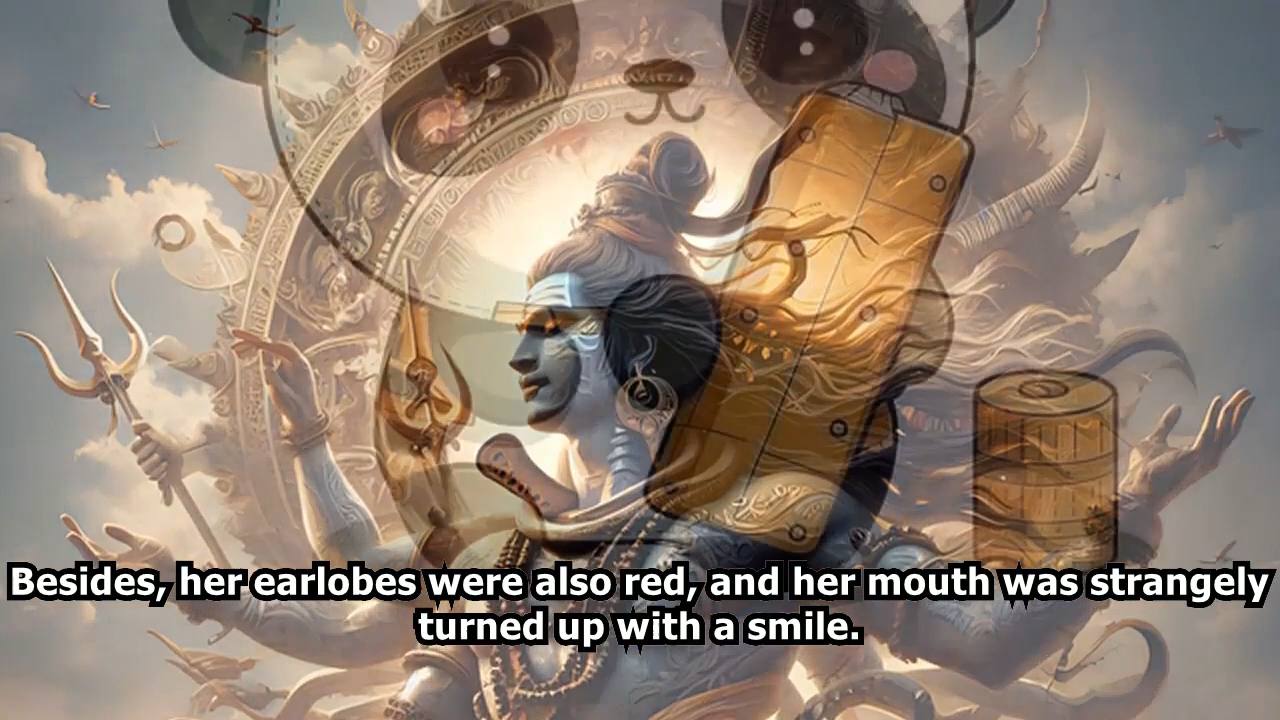 Besides, her earlobes were also red, and her mouth was strangely
turned up with a smile.